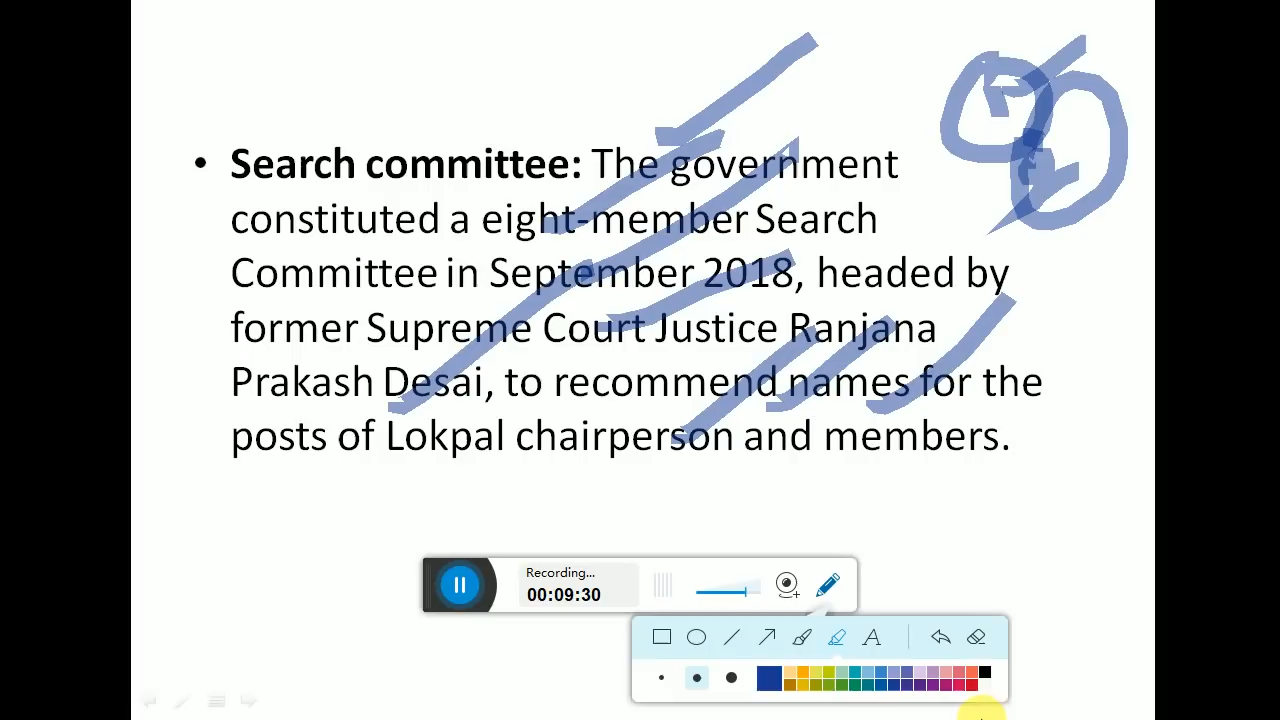 • Search committee: The government
constituted a eight-member Search
Committee in September 2018, headed by
former Supreme Court Justice Ranjana
Prakash Desai, to recommend names for the
posts of Lokpal chairperson and members.
Recording...
00:09:30
A